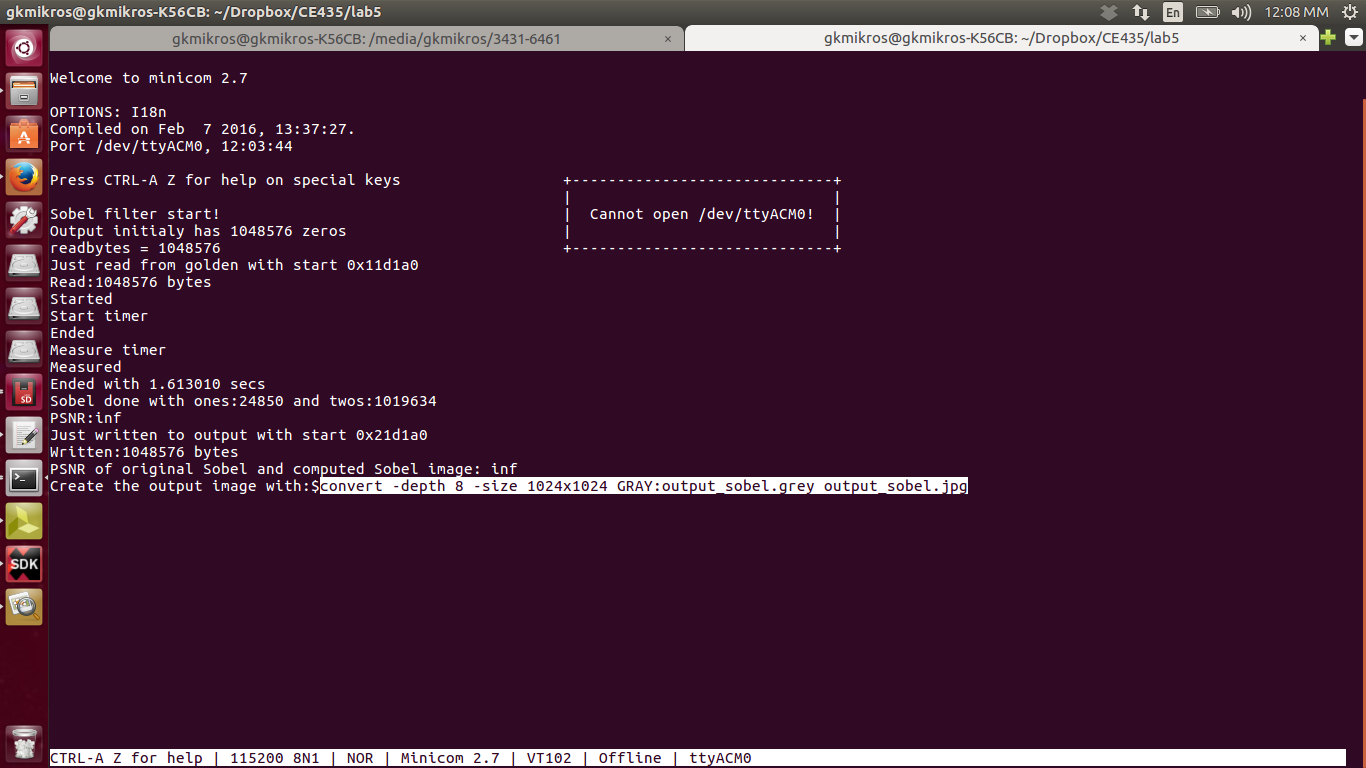 gkmikros@gkmikros-K56CB: ~/Dropbox/CE435/lab5
En
12:08 ΜΜ
gkmikros@gkmikros-K56CB: /media/gkmikros/3431-6461 ×
gkmikros@gkmikros-K56CB: ~/Dropbox/CE435/lab5 ×
Welcome to minicom 2.7
OPTIONS: I18n
Compiled on Feb  7 2016, 13:37:27.
Port /dev/ttyACM0, 12:03:44
Press CTRL-A Z for help on special keys
Cannot open /dev/ttyACM0!
Sobel filter start!
Output initialy has 1048576 zeros
readbytes = 1048576
Just read from golden with start 0x11d1a0
Read:1048576 bytes
Started
Start timer
Ended
Measure timer
Measured
Ended with 1.613010 secs
Sobel done with ones:24850 and twos:1019634
PSNR:inf
Just written to output with start 0x21d1a0
Written:1048576 bytes
PSNR of original Sobel and computed Sobel image: inf
Create the output image with:$convert -depth 8 -size 1024x1024 GRAY:output_sobel.grey output_sobel.jpg
SD
SDK
CTRL-A Z for help | 115200 8N1 | NOR | Minicom 2.7 | VT102 | Offline | ttyACM0